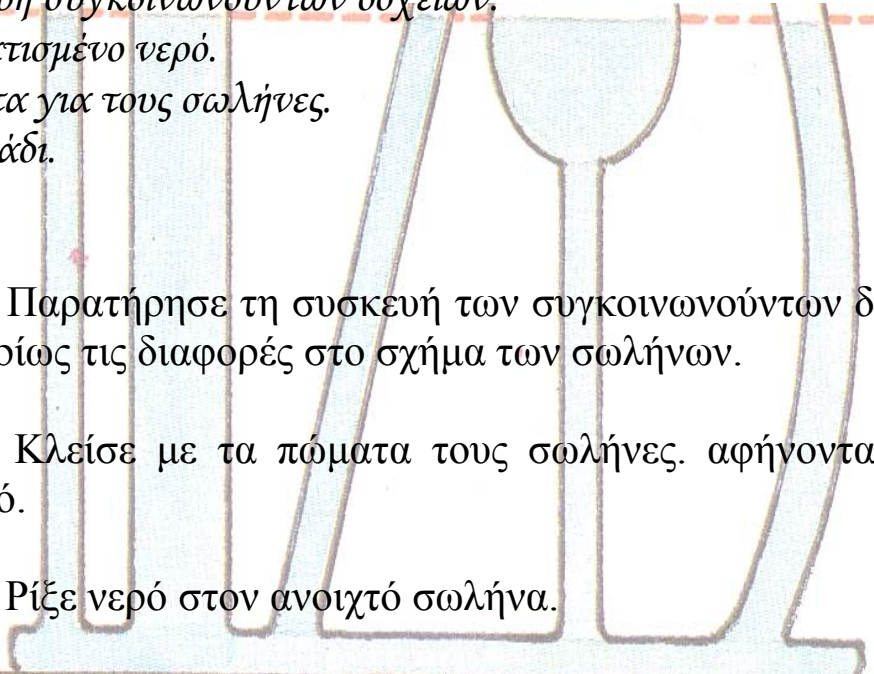 συγκοινωνούντων δοχείων.
τισμένο νερό.
τα για τους σωλήνες.
άδι.
Παρατήρησε τη συσκευή των συγκοινωνούντων δ
ρίως τις διαφορές στο σχήμα των σωλήνων.
Κλείσε με τα πώματα τους σωλήνες. αφήνοντα
ό.
Ρίξε νερό στον ανοιχτό σωλήνα.